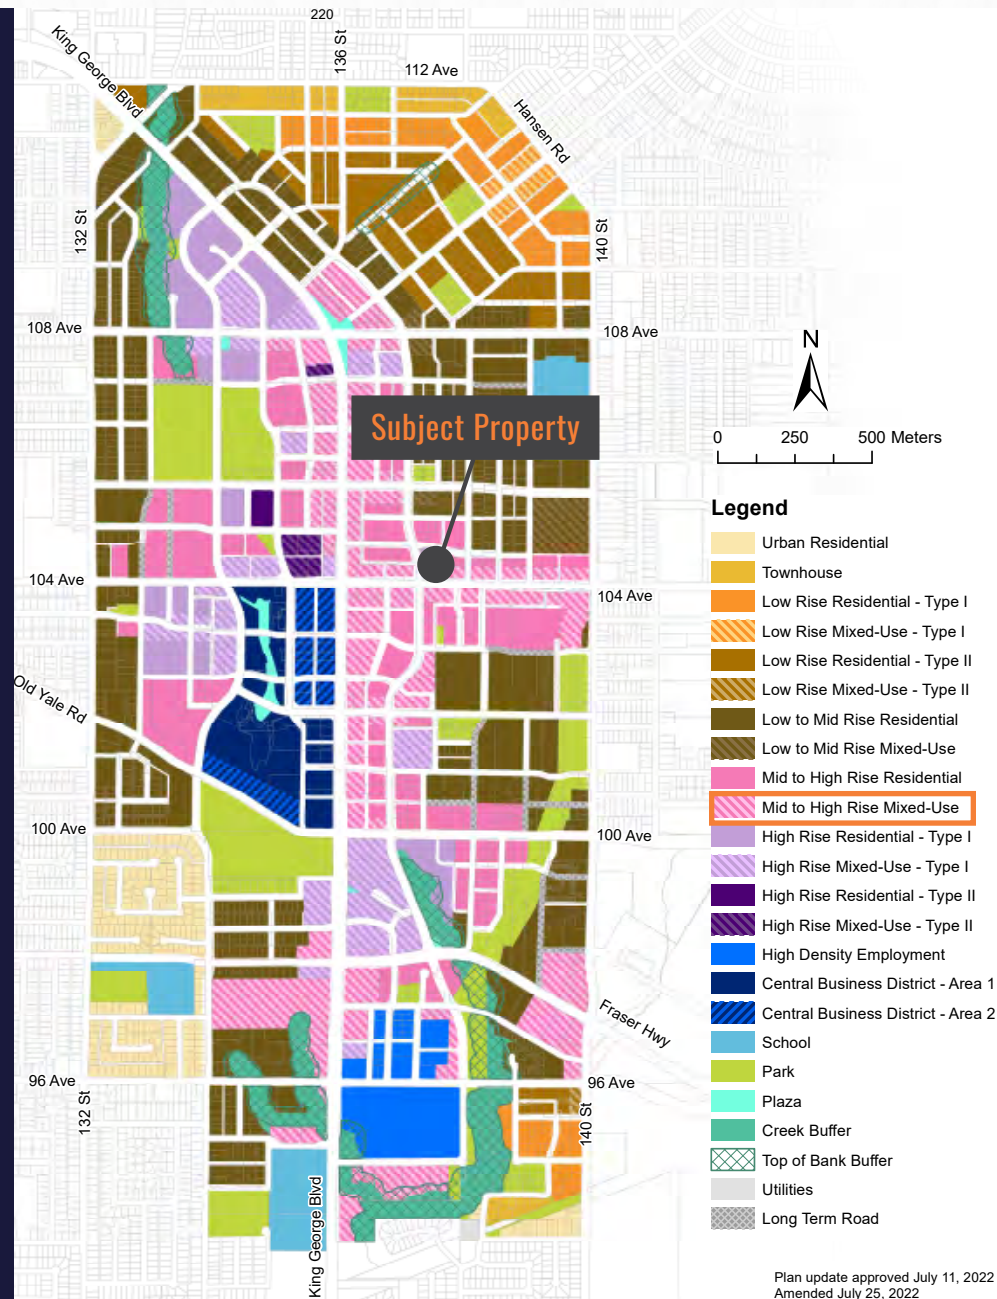 220
King George Blvd
136 St
112 Ave
Hansen Rd
132 St
140 St
108 Ave
108 Ave
N
Subject Property
0 250 500 Meters
Legend
Urban Residential
Townhouse
Low Rise Residential - Type I
Low Rise Mixed-Use - Type I
Low Rise Residential - Type II
Low Rise Mixed-Use - Type II
Low to Mid Rise Residential
Low to Mid Rise Mixed-Use
Mid to High Rise Residential
Mid to High Rise Mixed-Use
High Rise Residential - Type I
High Rise Mixed-Use - Type I
High Rise Residential - Type II
High Rise Mixed-Use - Type II
High Density Employment
Central Business District - Area 1
Central Business District - Area 2
School
Park
Plaza
Creek Buffer
Top of Bank Buffer
Utilities
Long Term Road
104 Ave
104 Ave
Old Yale Rd
100 Ave
100 Ave
Fraser Hwy
96 Ave
96 Ave
132 St
140 St
King George Blvd
Plan update approved July 11, 2022
Amended July 25, 2022